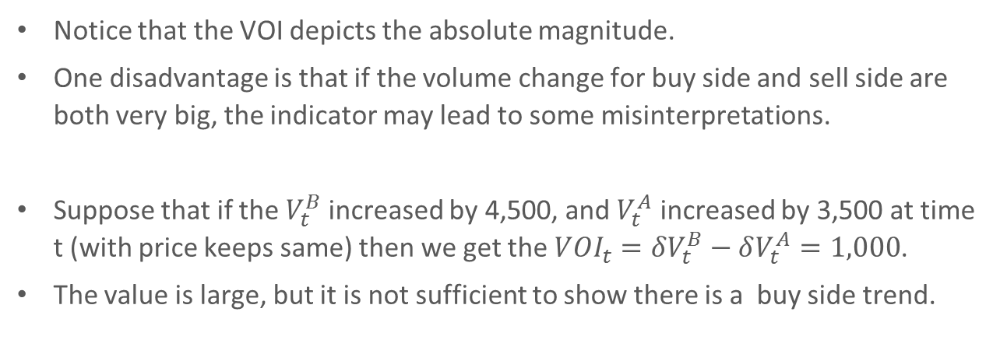 • Notice that the VOI depicts the absolute magnitude.
• One disadvantage is that if the volume change for buy side and sell side are
both very big, the indicator may lead to some misinterpretations.
• Suppose that if the $V_t^B$ increased by 4,500, and $V_t^A$ increased by 3,500 at time
t (with price keeps same) then we get the $VOI_t = \delta V_t^B - \delta V_t^A = 1,000.$
• The value is large, but it is not sufficient to show there is a  buy side trend.